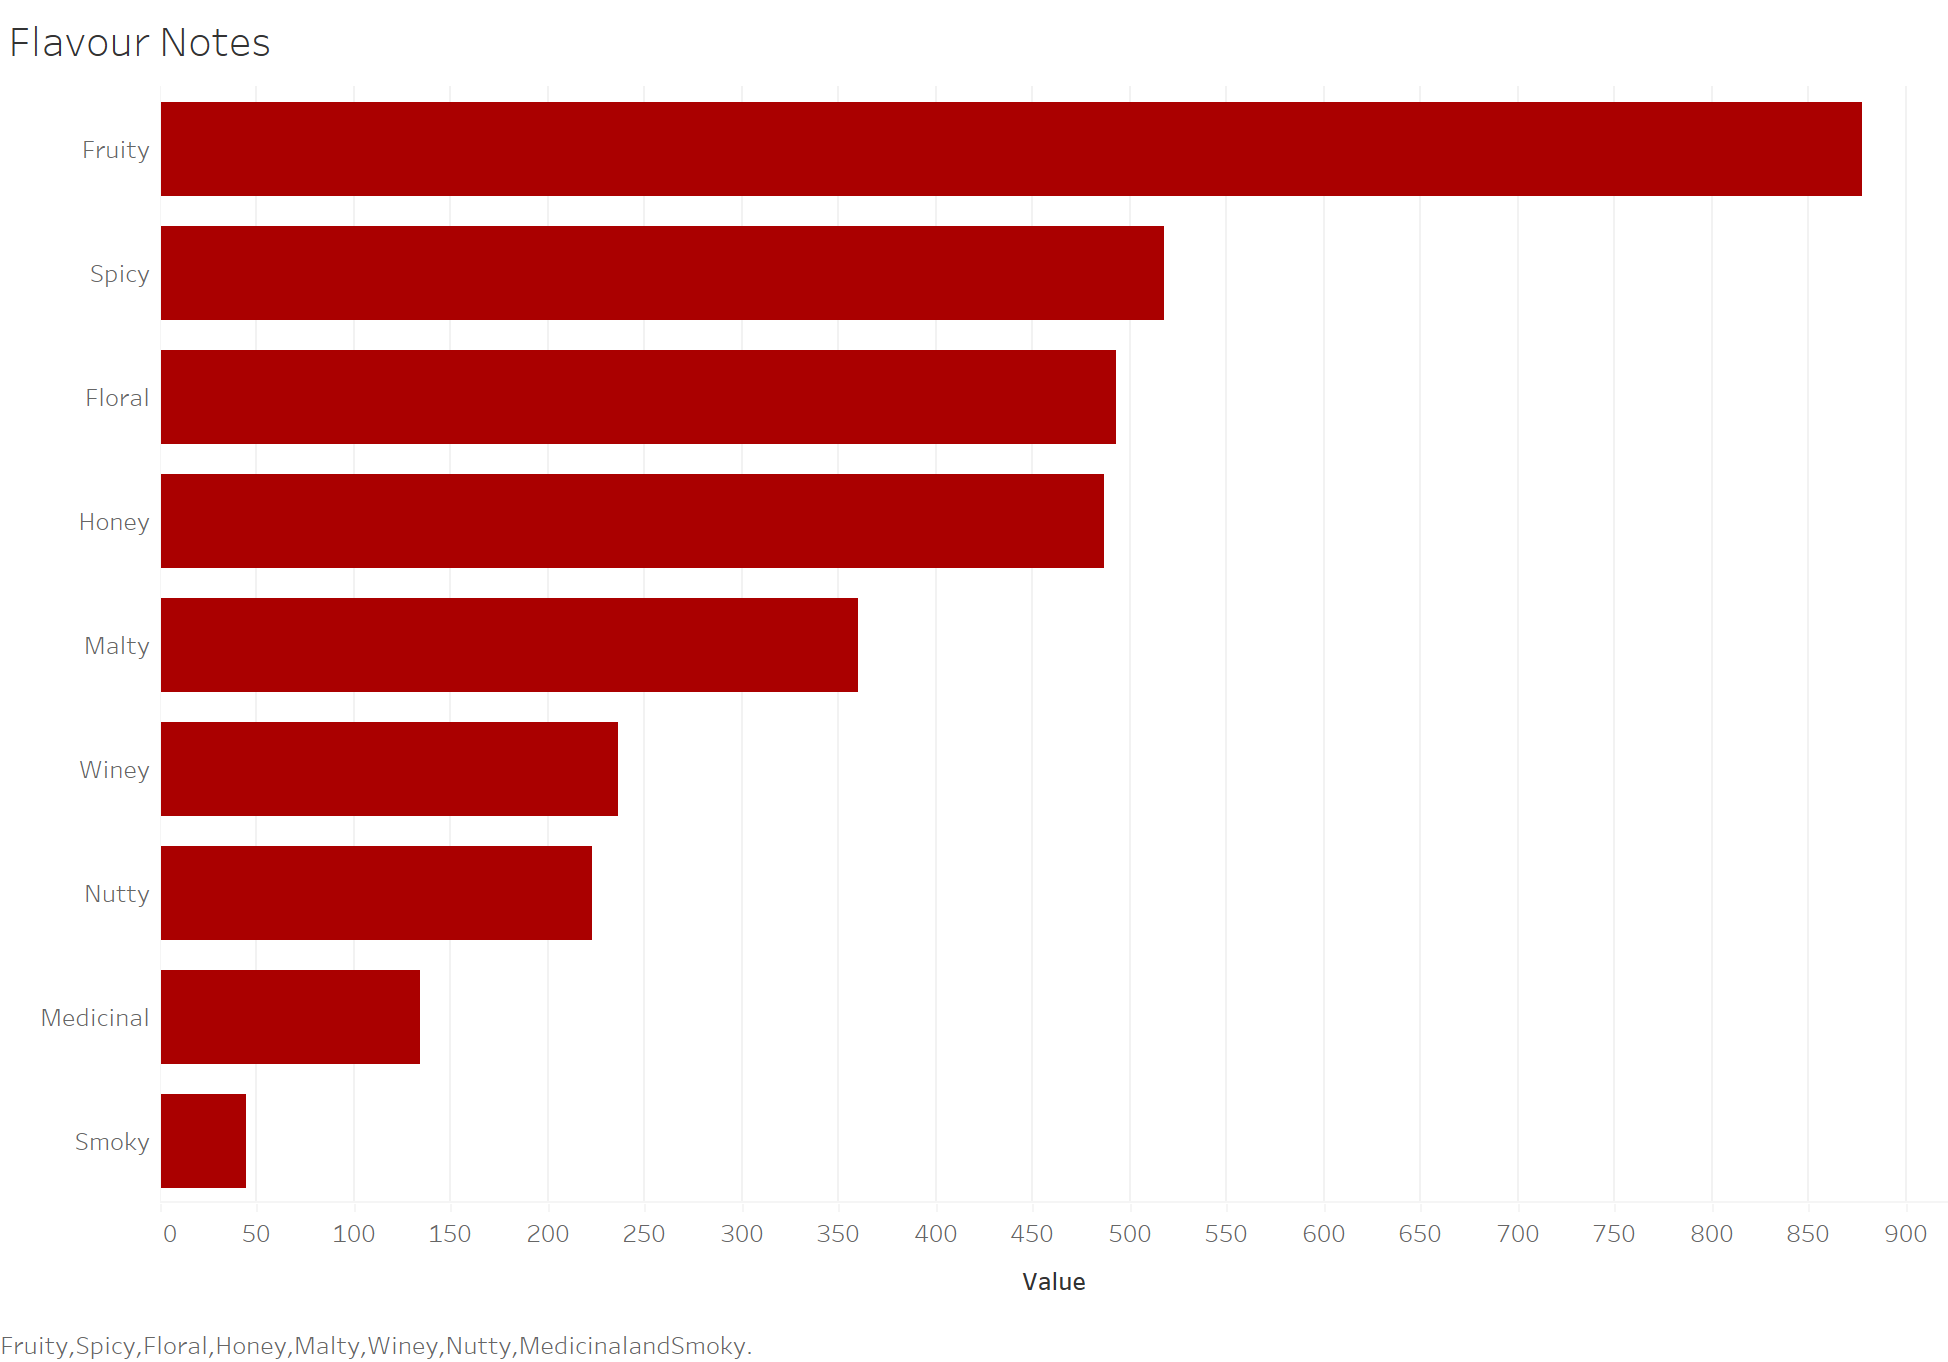 Flavour Notes
Fruity
Spicy
Floral
Honey
Malty
Winey
Nutty
Medicinal
Smoky
0 50 100 150 200 250 300 350 400 450 500 550 600 650 700 750 800 850 900
Value
Fruity,Spicy,Floral,Honey,Malty,Winey,Nutty,MedicinalandSmoky.